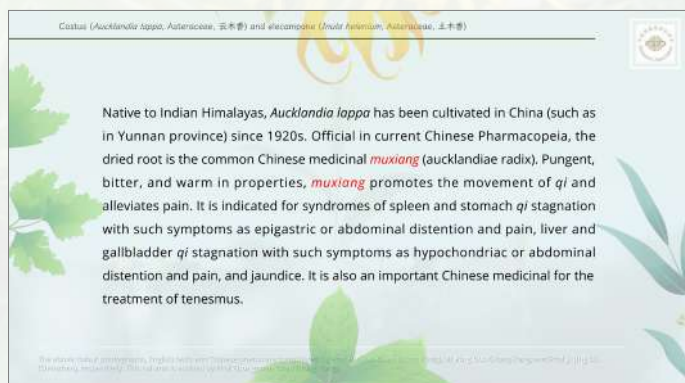 Costus (Aucklandia lappa, Asteraceae, 云木香) and elecampane (Inula helenium, Asteraceae, 土木香)
Native to Indian Himalayas, Aucklandia lappa has been cultivated in China (such as
in Yunnan province) since 1920s. Official in current Chinese Pharmacopeia, the
dried root is the common Chinese medicinal muxiang (aucklandiae radix). Pungent,
bitter, and warm in properties, muxiang promotes the movement of qi and
alleviates pain. It is indicated for syndromes of spleen and stomach qi stagnation
with such symptoms as epigastric or abdominal distention and pain, liver and
gallbladder qi stagnation with such symptoms as hypochondriac or abdominal
distention and pain, and jaundice. It is also an important Chinese medicinal for the
treatment of tenesmus.